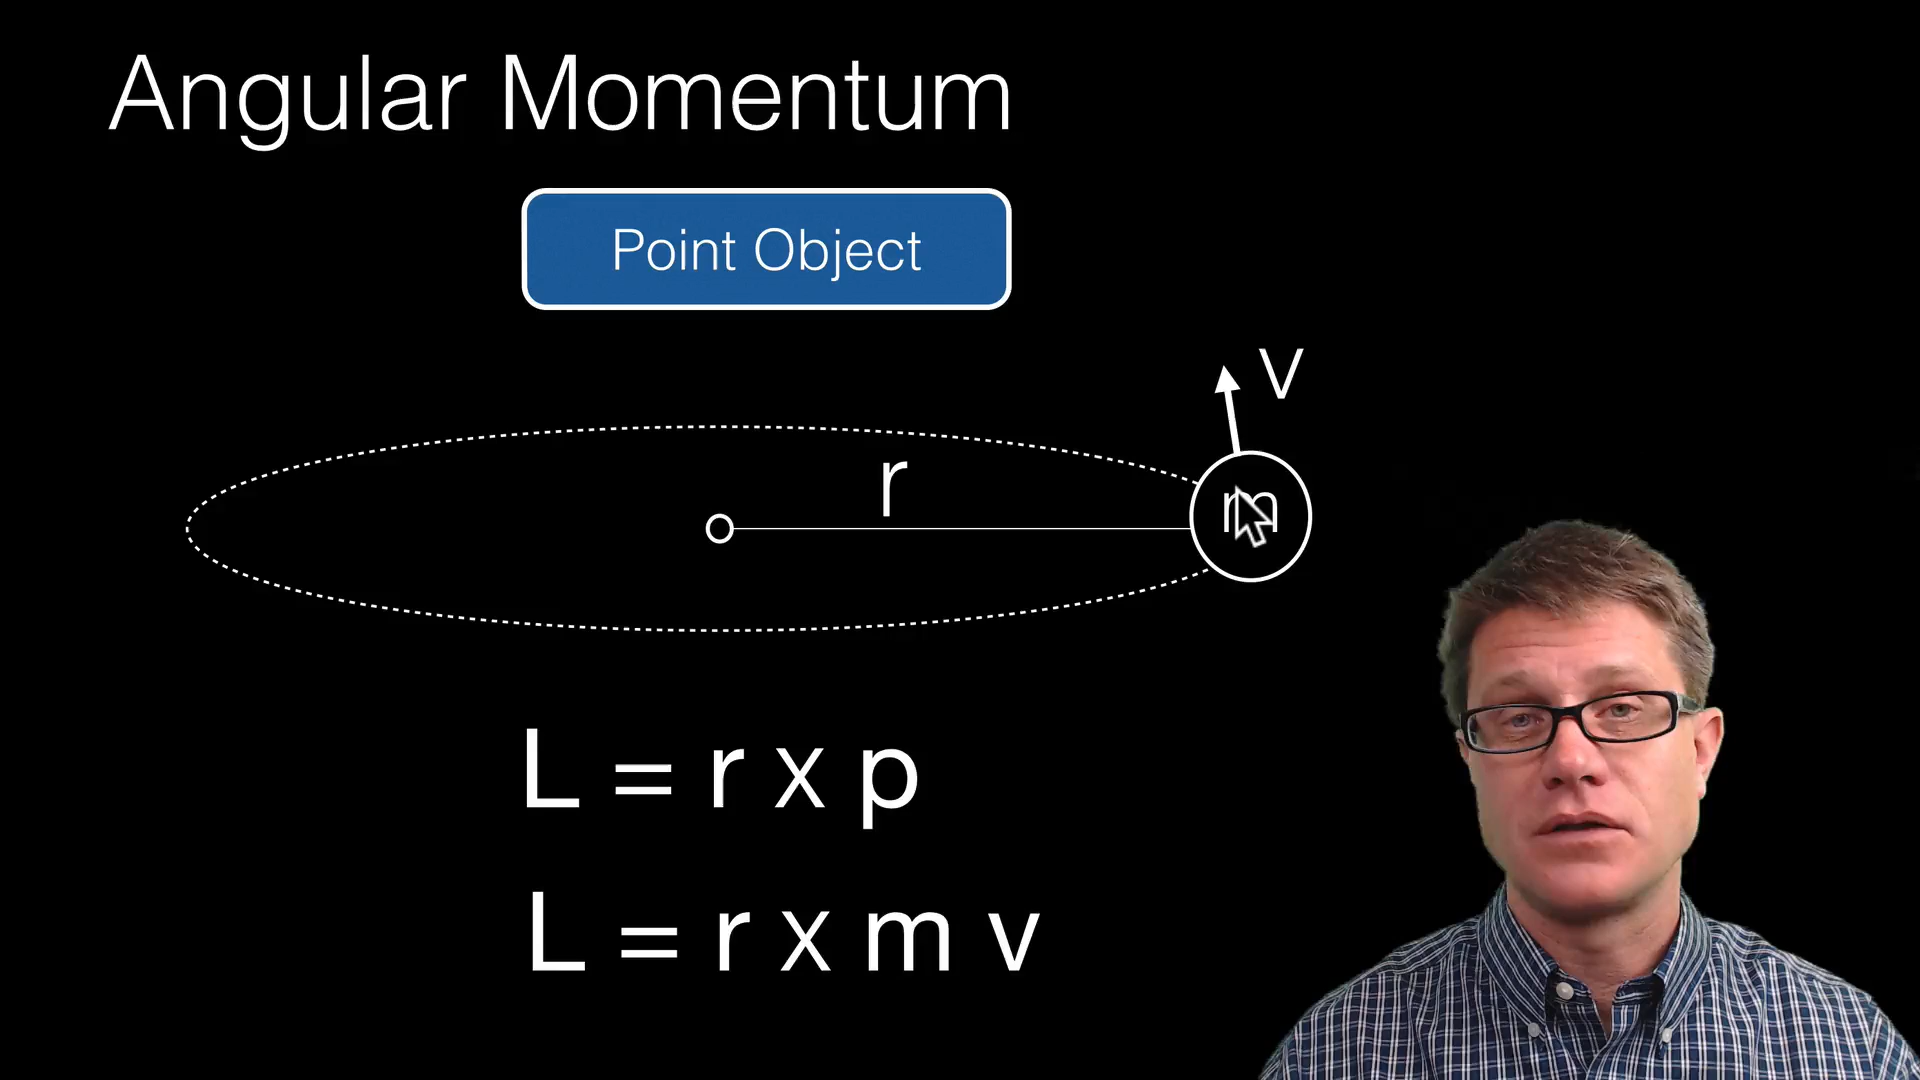 Angular Momentum
Point Object
v
r
m
L = r x p
L = r x m v